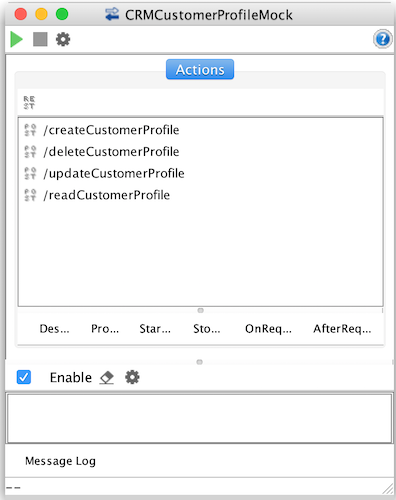 CRMCustomerProfileMock
?
Actions
RE
ST
PO
ST /createCustomerProfile
PO
ST /deleteCustomerProfile
PO
ST /updateCustomerProfile
PO
ST /readCustomerProfile
Des... Pro... Star... Sto... OnReq... AfterReq...
Enable
Message Log
--